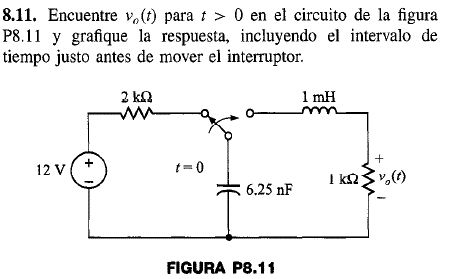 8.11. Encuentre vₒ(t) para t > 0 en el circuito de la figura
P8.11 y grafique la respuesta, incluyendo el intervalo de
tiempo justo antes de mover el interruptor.
2 kΩ
1 mH
12 V
+
−
t = 0
6.25 nF
1 kΩ
+
vₒ(t)
−
FIGURA P8.11